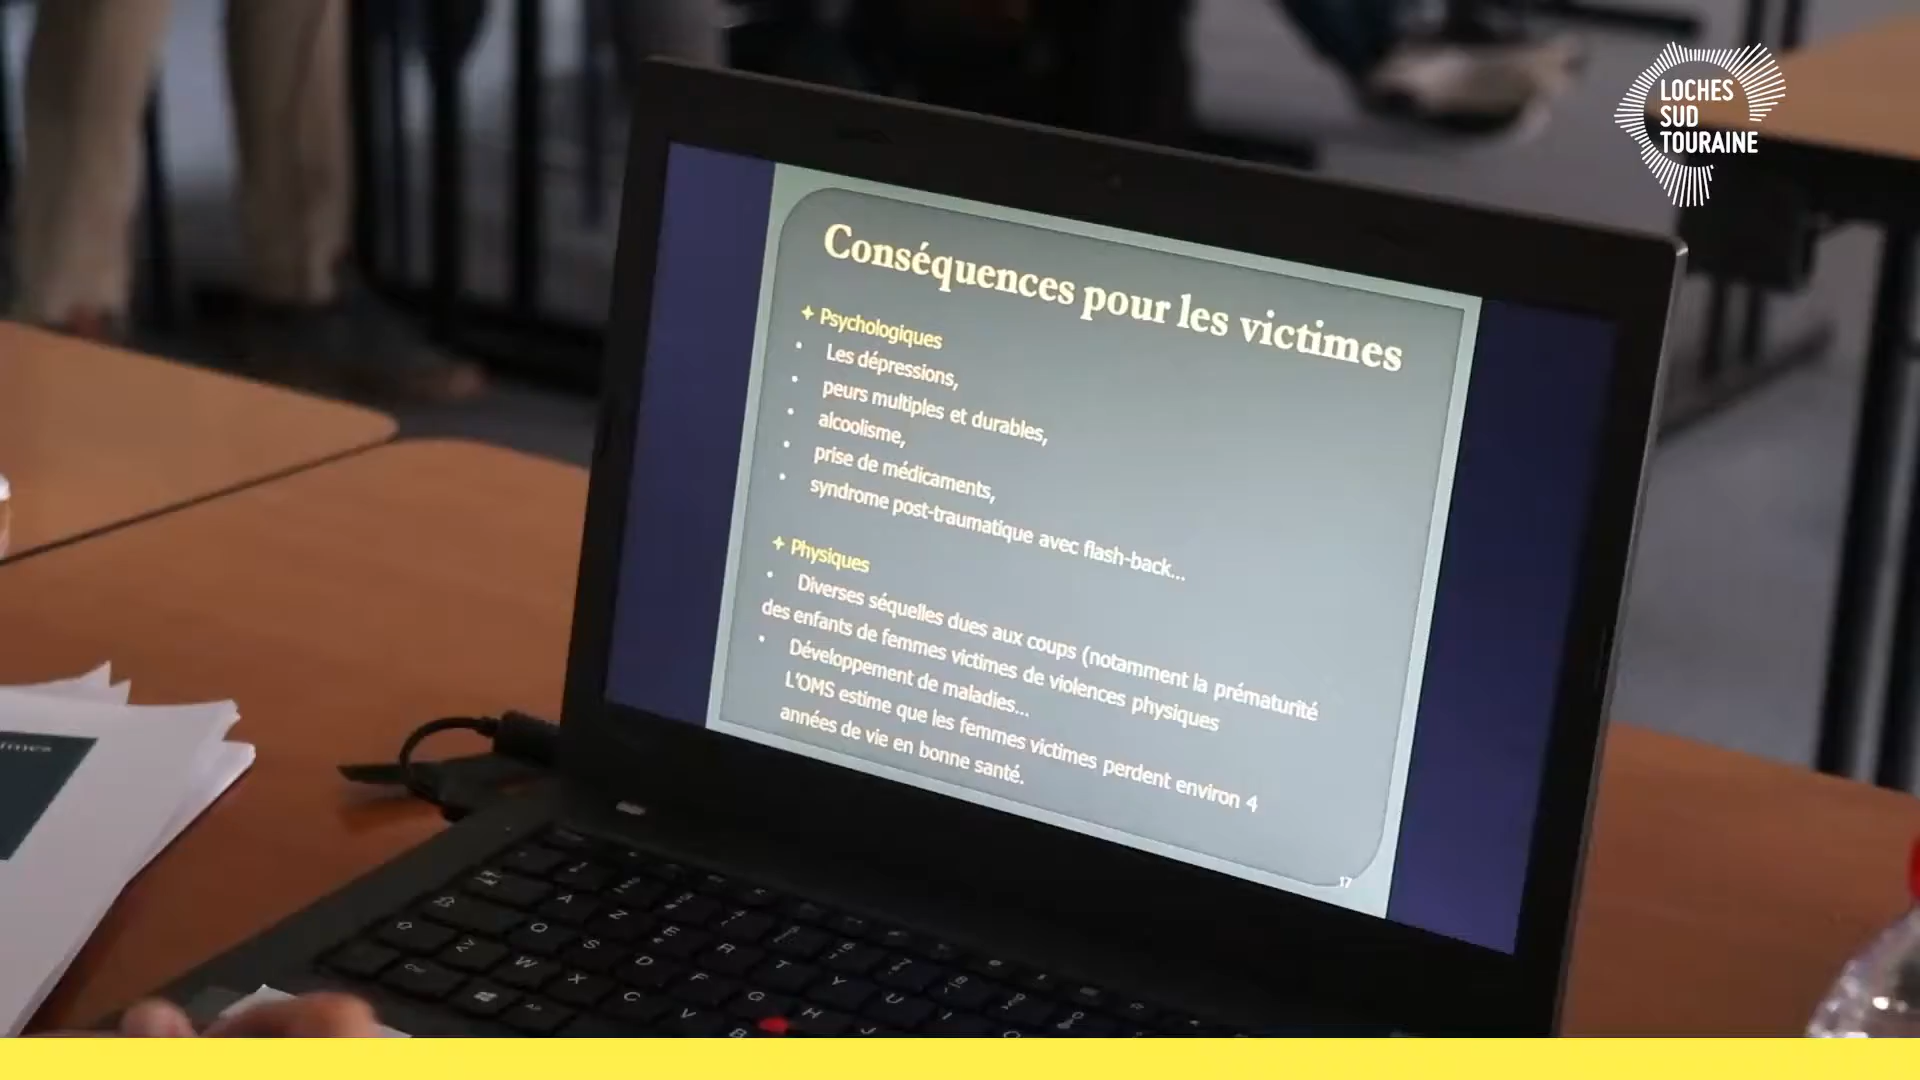 LOCHES
SUD
TOURAINE
Conséquences pour les victimes
Psychologiques
Les dépressions,
peurs multiples et durables,
alcoolisme,
prise de médicaments,
syndrome post-traumatique avec flash-back...
Physiques
Diverses séquelles dues aux coups (notamment la prématurité
des enfants de femmes victimes de violences physiques
Développement de maladies...
L'OMS estime que les femmes victimes perdent environ 4
années de vie en bonne santé.
17
A Z E R T Y U I
Q S D F G H J
W X C V B